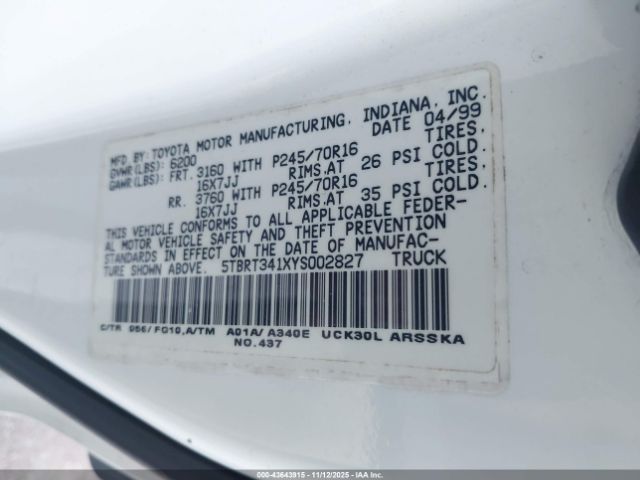 MFD BY: TOYOTA MOTOR MANUFACTURING, INDIANA, INC.
GVWR(LBS): 6200 DATE 04/99
GAWR(LBS): FRT. 3160 WITH P245/70R16 TIRES,
16X7JJ RIMS,AT 26 PSI COLD.
RR. 3760 WITH P245/70R16 TIRES,
16X7JJ RIMS,AT 35 PSI COLD.
THIS VEHICLE CONFORMS TO ALL APPLICABLE FEDER-
AL MOTOR VEHICLE SAFETY AND THEFT PREVENTION
STANDARDS IN EFFECT ON THE DATE OF MANUFAC-
TURE SHOWN ABOVE. 5TBRT341XYS002827 TRUCK
C/TR 056/FG10,A/TM A01A/A340E UCK30L ARSSKA
NO.437
000-43643915 - 11/12/2025 - IAAI.COM